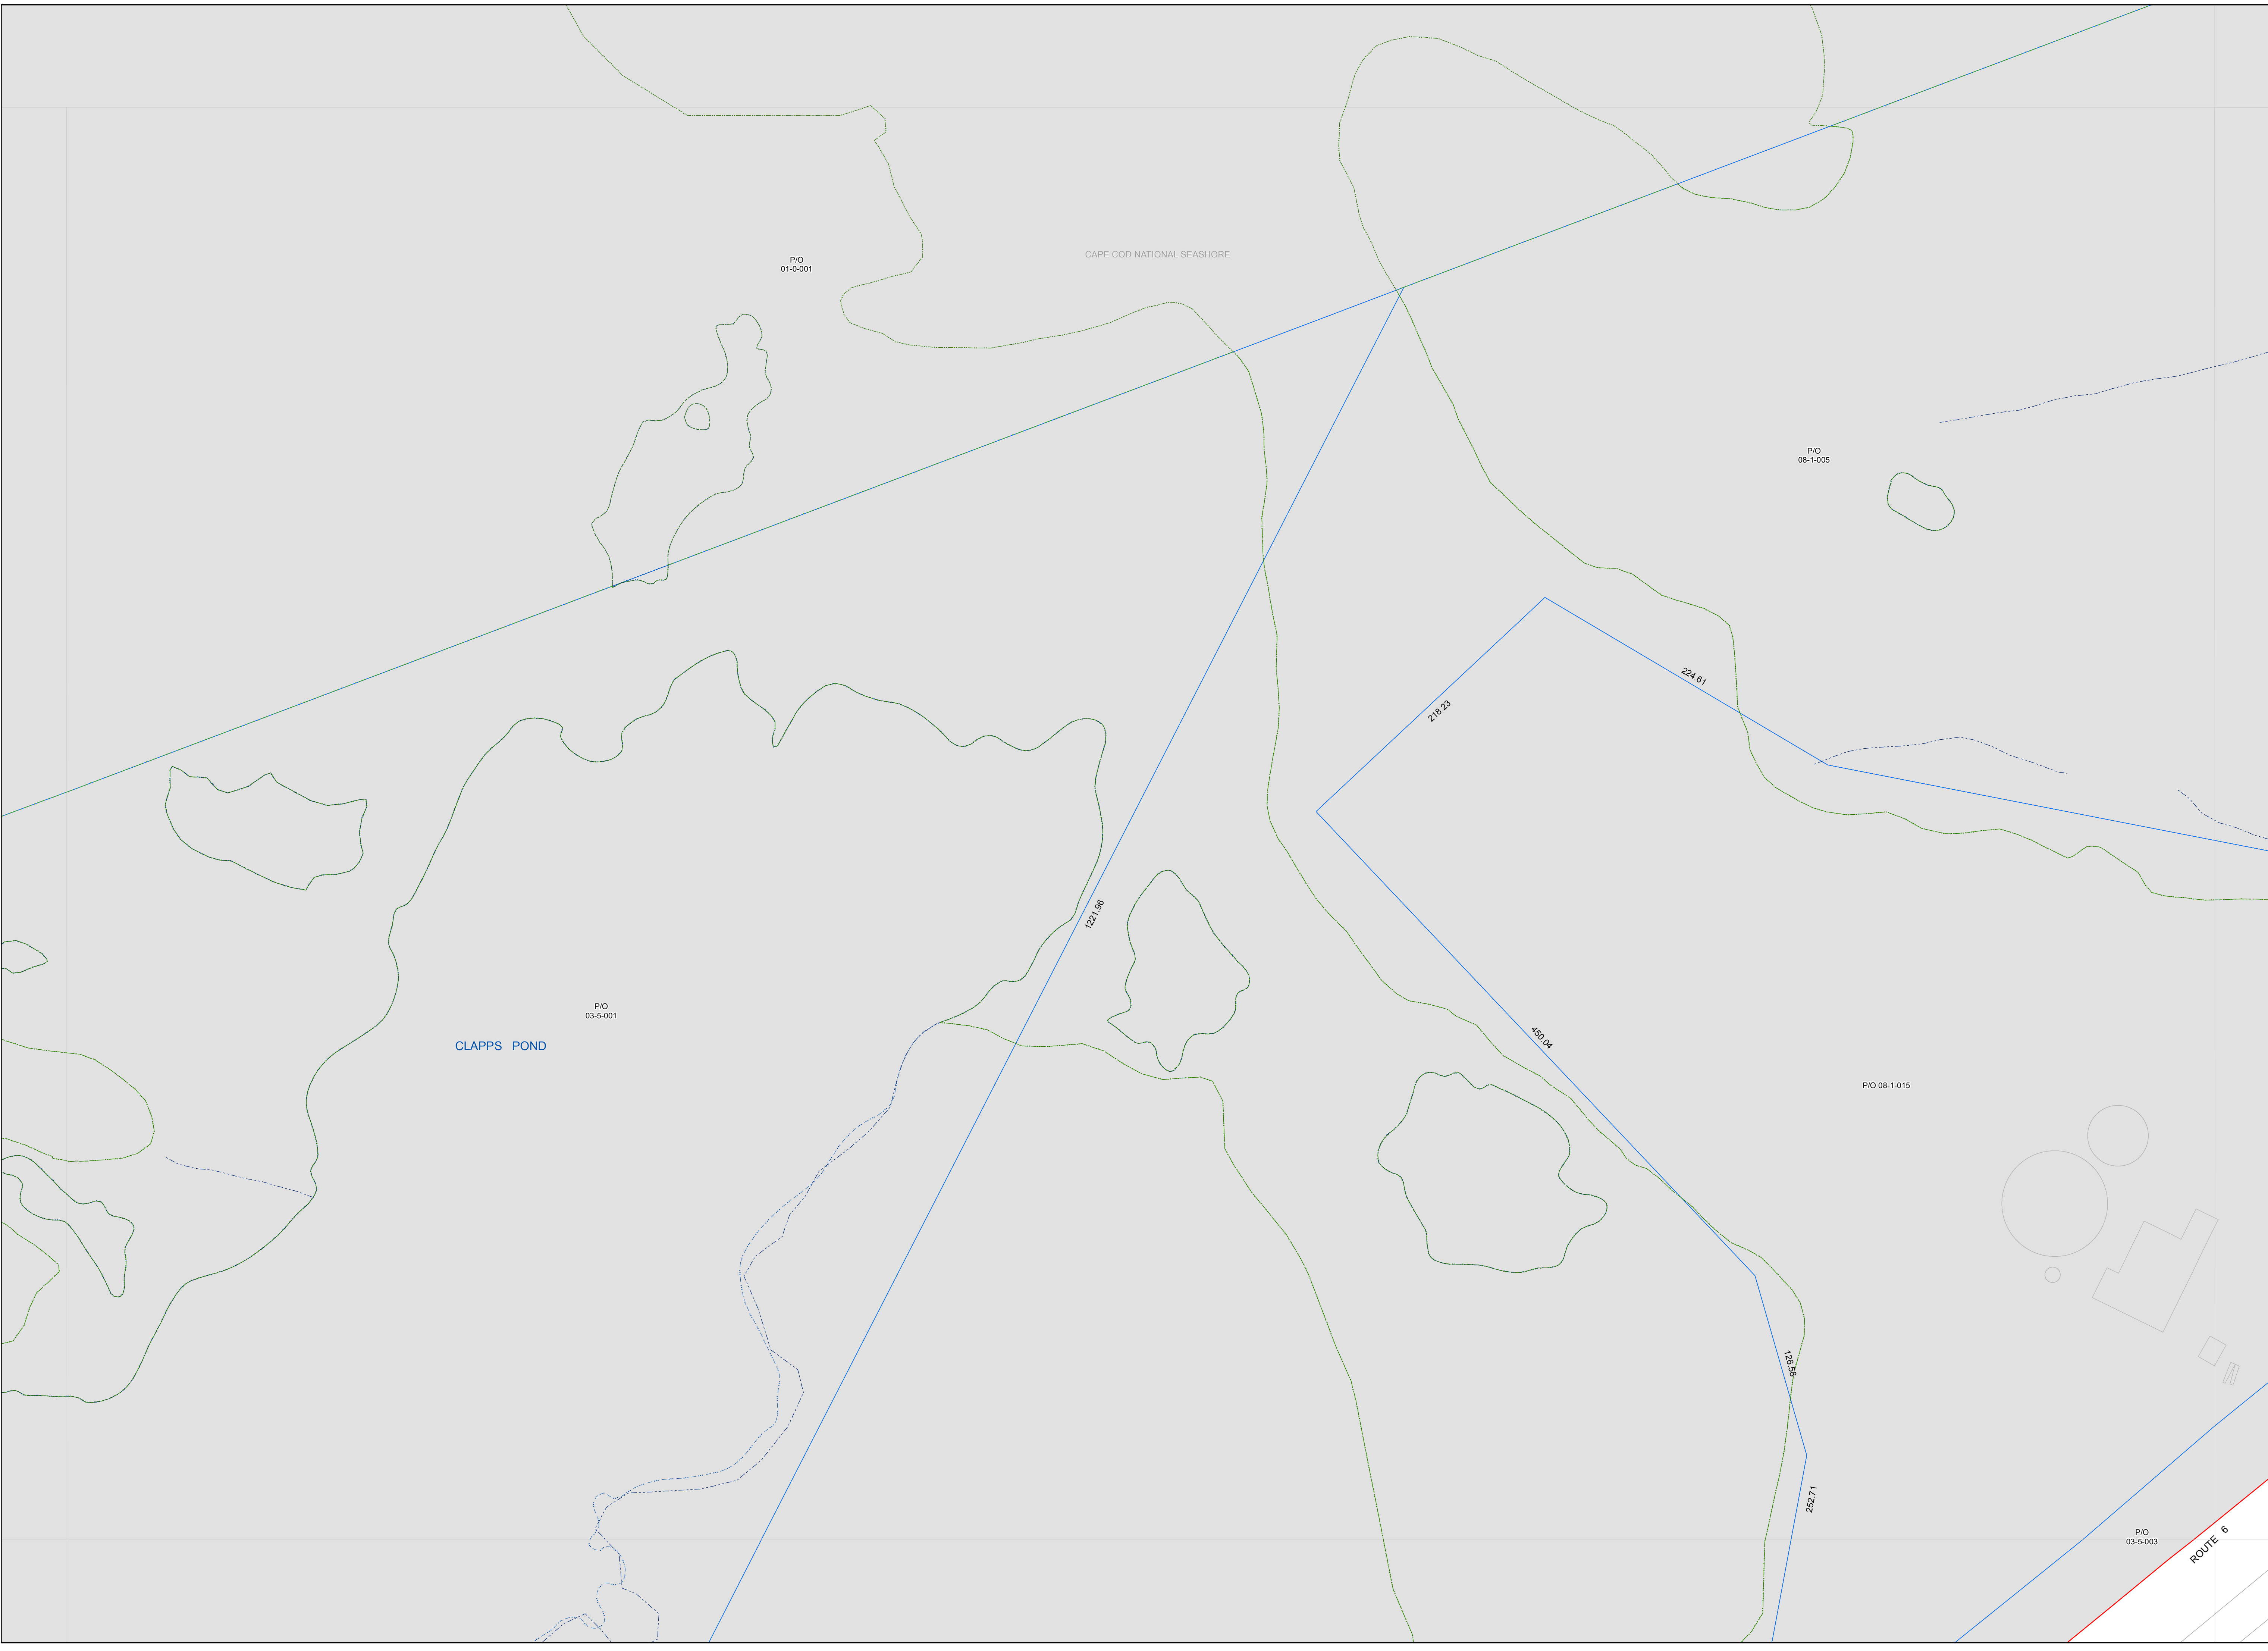 CAPE COD NATIONAL SEASHORE
P/O
01-0-001
P/O
08-1-005
224.61
218.23
1221.96
P/O
03-5-001
CLAPPS POND
450.04
P/O 08-1-015
126.58
252.71
P/O
03-5-003
ROUTE 6